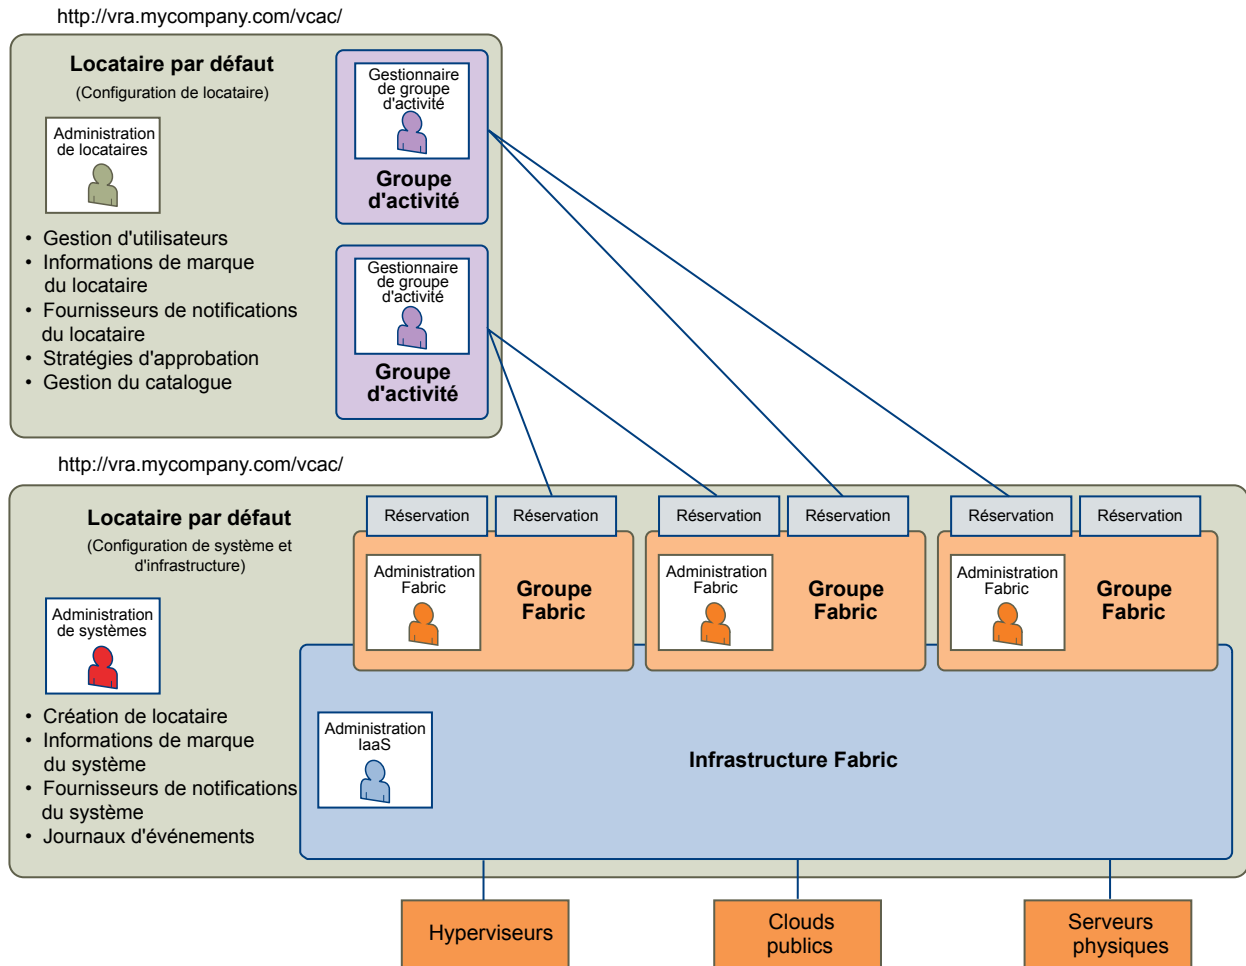 http://vra.mycompany.com/vcac/
Locataire par défaut
(Configuration de locataire)
Administration
de locataires
• Gestion d'utilisateurs
• Informations de marque
du locataire
• Fournisseurs de notifications
du locataire
• Stratégies d'approbation
• Gestion du catalogue
Gestionnaire
de groupe
d'activité
Groupe
d'activité
Gestionnaire
de groupe
d'activité
Groupe
d'activité
http://vra.mycompany.com/vcac/
Locataire par défaut
(Configuration de système et
d'infrastructure)
Administration
de systèmes
• Création de locataire
• Informations de marque
du système
• Fournisseurs de notifications
du système
• Journaux d'événements
Réservation
Réservation
Administration
Fabric
Groupe
Fabric
Réservation
Réservation
Administration
Fabric
Groupe
Fabric
Réservation
Réservation
Administration
Fabric
Groupe
Fabric
Administration
IaaS
Infrastructure Fabric
Hyperviseurs
Clouds
publics
Serveurs
physiques